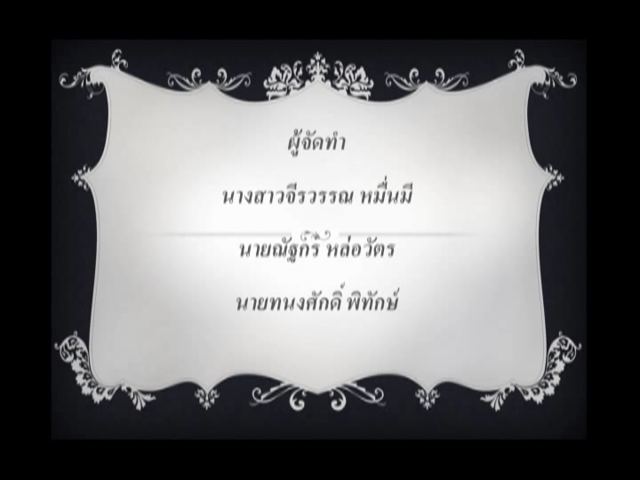 ผู้จัดทำ
นางสาวจีรวรรณ หมื่นมี
นายณัฐกรี หล่อวัตร
นายทนงศักดิ์ พิทักษ์